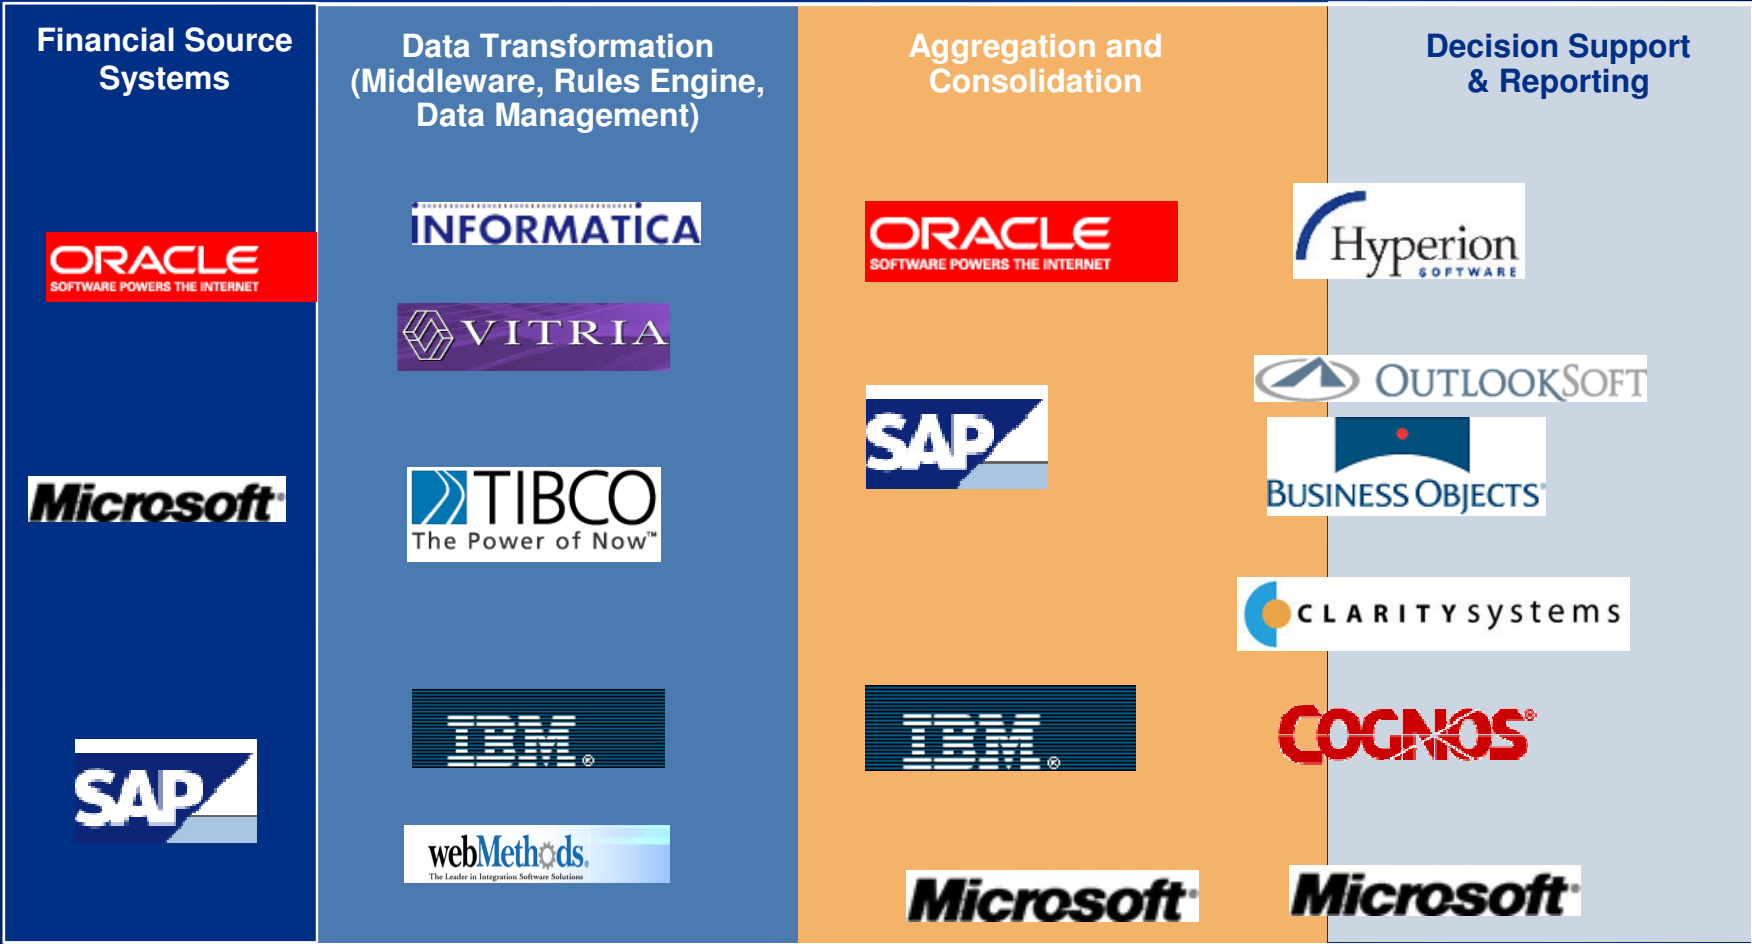 Financial Source
Systems
ORACLE
SOFTWARE POWERS THE INTERNET
Microsoft
SAP
Data Transformation
(Middleware, Rules Engine,
Data Management)
INFORMATICA
VITRIA
TIBCO
The Power of Now™
IBM®
webMethods®
The Leader in Integration Software Solutions
Aggregation and
Consolidation
ORACLE
SOFTWARE POWERS THE INTERNET
SAP
IBM®
Microsoft
Decision Support
& Reporting
Hyperion
SOFTWARE
OUTLOOKSOFT
BUSINESS OBJECTS
CLARITY systems
COGNOS®
Microsoft